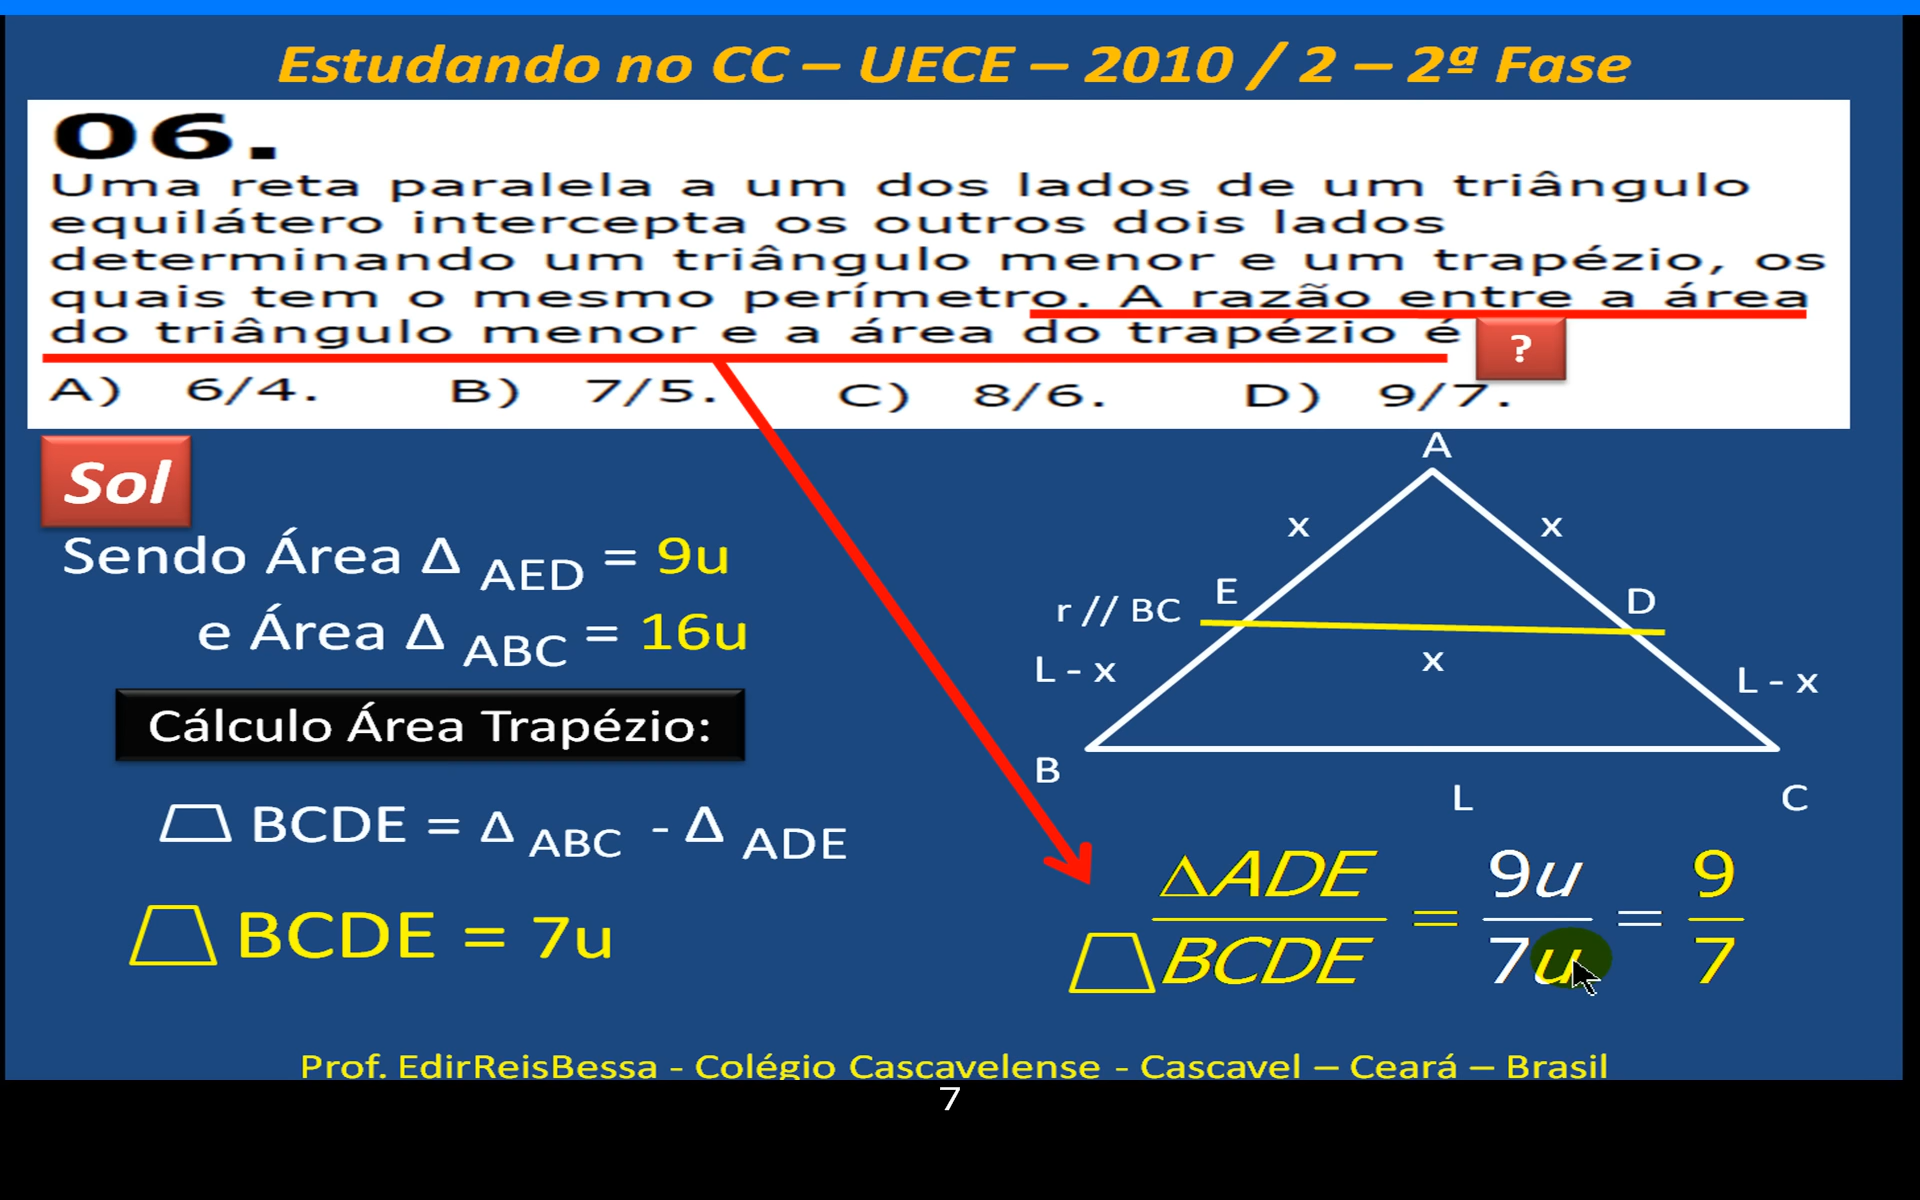 Estudando no CC – UECE – 2010 / 2 – 2ª Fase
06.
Uma reta paralela a um dos lados de um triângulo
equilátero intercepta os outros dois lados
determinando um triângulo menor e um trapézio, os
quais tem o mesmo perímetro. A razão entre a área
do triângulo menor e a área do trapézio é ?
A) 6/4. B) 7/5. C) 8/6. D) 9/7.
Sol
Sendo Área Δ AED = 9u
e Área Δ ABC = 16u
Cálculo Área Trapézio:
BCDE = Δ ABC - Δ ADE
BCDE = 7u
A
x x
E D
r // BC
x
L - x L - x
B C
L
ΔADE / BCDE = 9u / 7u = 9 / 7
Prof. EdirReisBessa - Colégio Cascavelense - Cascavel – Ceará – Brasil
7